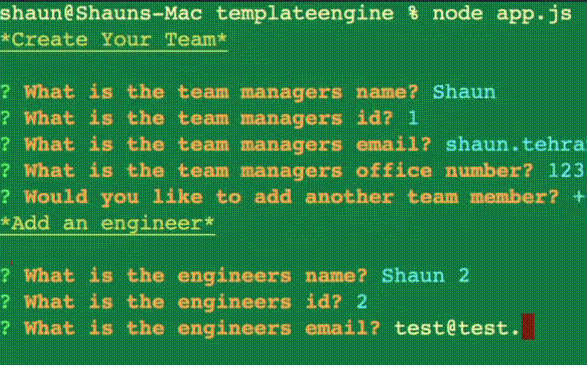 shaun@Shauns-Mac templateengine % node app.js
*Create Your Team*
? What is the team managers name? Shaun
? What is the team managers id? 1
? What is the team managers email? shaun.tehra
? What is the team managers office number? 123
? Would you like to add another team member? +
*Add an engineer*
? What is the engineers name? Shaun 2
? What is the engineers id? 2
? What is the engineers email? test@test.